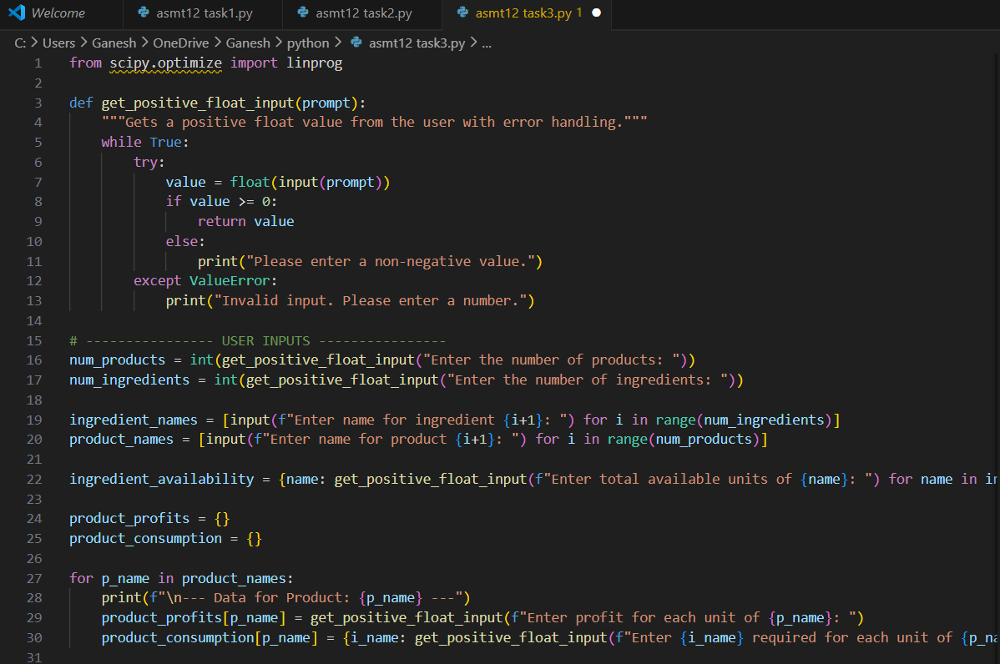 Welcome asmt12 task1.py asmt12 task2.py asmt12 task3.py 1
C: > Users > Ganesh > OneDrive > Ganesh > python > asmt12 task3.py > ...
1 from scipy.optimize import linprog
2
3 def get_positive_float_input(prompt):
4     """Gets a positive float value from the user with error handling."""
5     while True:
6         try:
7             value = float(input(prompt))
8             if value >= 0:
9                 return value
10             else:
11                 print("Please enter a non-negative value.")
12         except ValueError:
13             print("Invalid input. Please enter a number.")
14
15 # ---------------- USER INPUTS ----------------
16 num_products = int(get_positive_float_input("Enter the number of products: "))
17 num_ingredients = int(get_positive_float_input("Enter the number of ingredients: "))
18
19 ingredient_names = [input(f"Enter name for ingredient {i+1}: ") for i in range(num_ingredients)]
20 product_names = [input(f"Enter name for product {i+1}: ") for i in range(num_products)]
21
22 ingredient_availability = {name: get_positive_float_input(f"Enter total available units of {name}: ") for name in
23
24 product_profits = {}
25 product_consumption = {}
26
27 for p_name in product_names:
28     print(f"\n--- Data for Product: {p_name} ---")
29     product_profits[p_name] = get_positive_float_input(f"Enter profit for each unit of {p_name}: ")
30     product_consumption[p_name] = {i_name: get_positive_float_input(f"Enter {i_name} required for each unit of {p_na
31